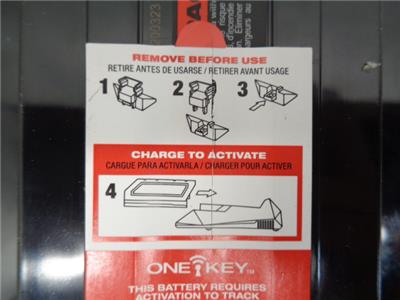 REMOVE BEFORE USE
RETIRE ANTES DE USARSE / RETIRER AVANT USAGE
1
2
3
CHARGE TO ACTIVATE
CARGUE PARA ACTIVARLA / CHARGER POUR ACTIVER
4
ONE KEY™
THIS BATTERY REQUIRES
ACTIVATION TO TRACK